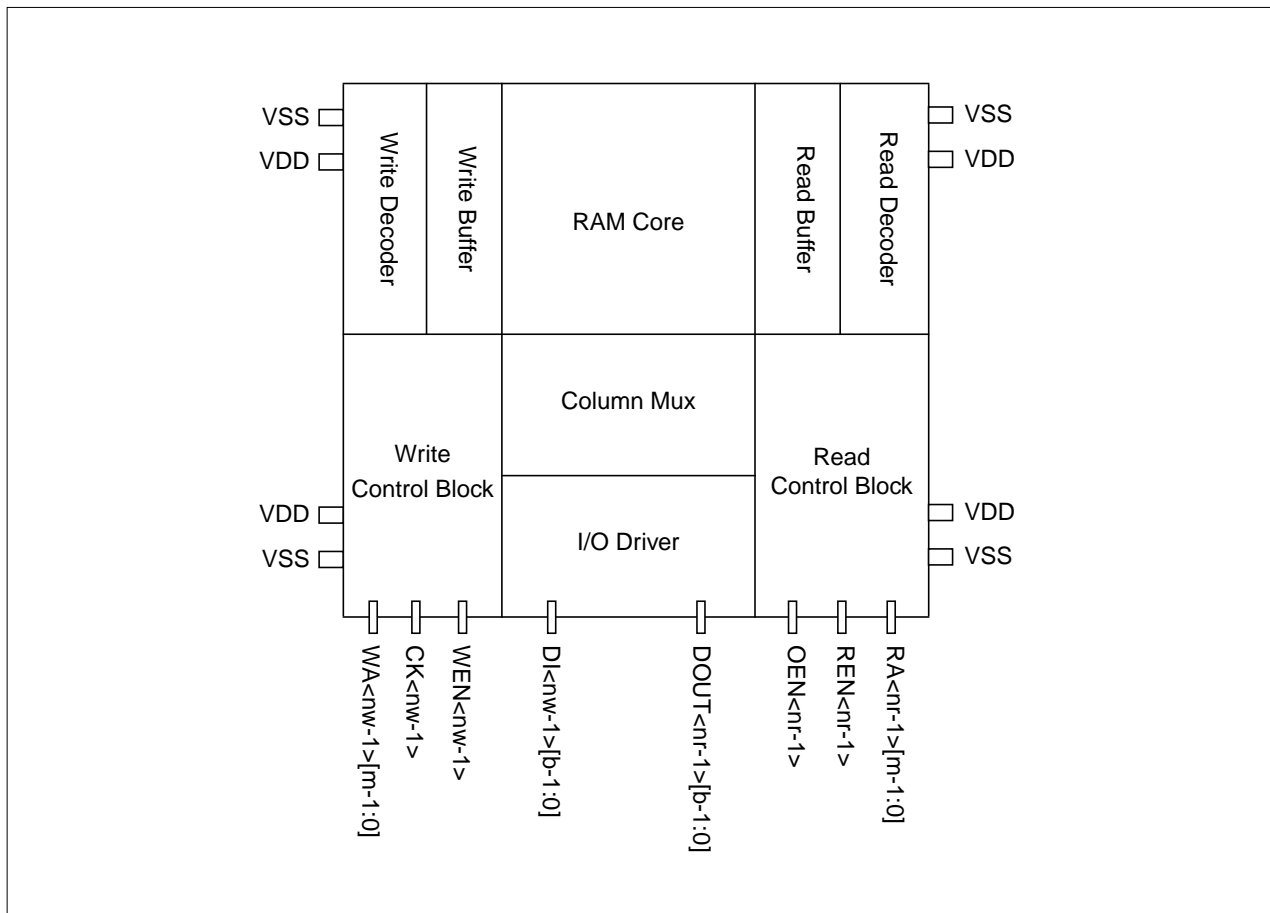 VSS
VDD
Write Decoder
Write Buffer
RAM Core
Read Buffer
Read Decoder
VSS
VDD
Column Mux
Write
Control Block
Read
Control Block
I/O Driver
VDD
VSS
VDD
VSS
WA<nw-1>[m-1:0]
CK<nw-1>
WEN<nw-1>
DI<nw-1>[b-1:0]
DOUT<nr-1>[b-1:0]
OEN<nr-1>
REN<nr-1>
RA<nr-1>[m-1:0]